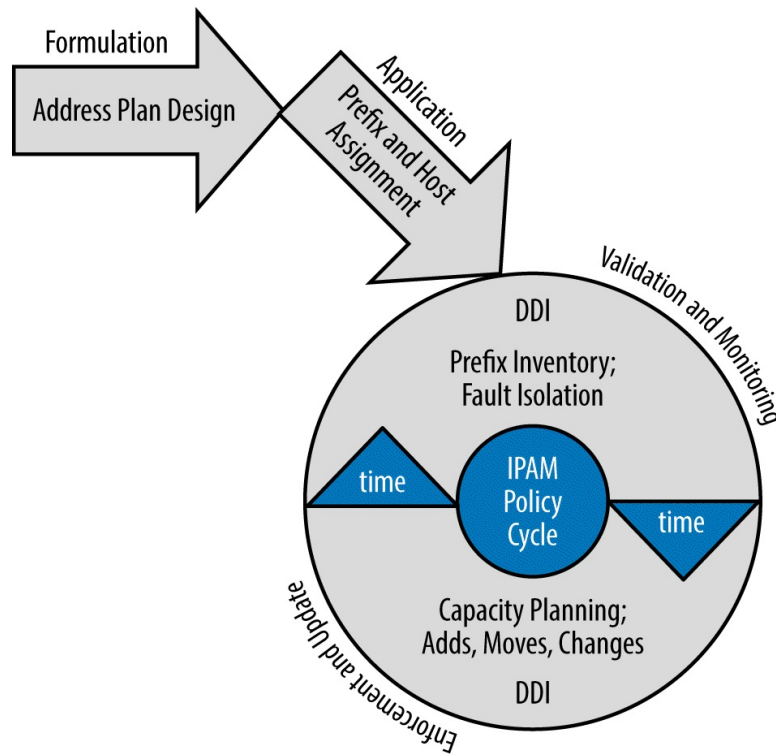 Formulation
Address Plan Design
Application
Prefix and Host
Assignment
Validation and Monitoring
DDI
Prefix Inventory;
Fault Isolation
time
IPAM
Policy
Cycle
time
Capacity Planning;
Adds, Moves, Changes
DDI
Enforcement and Update